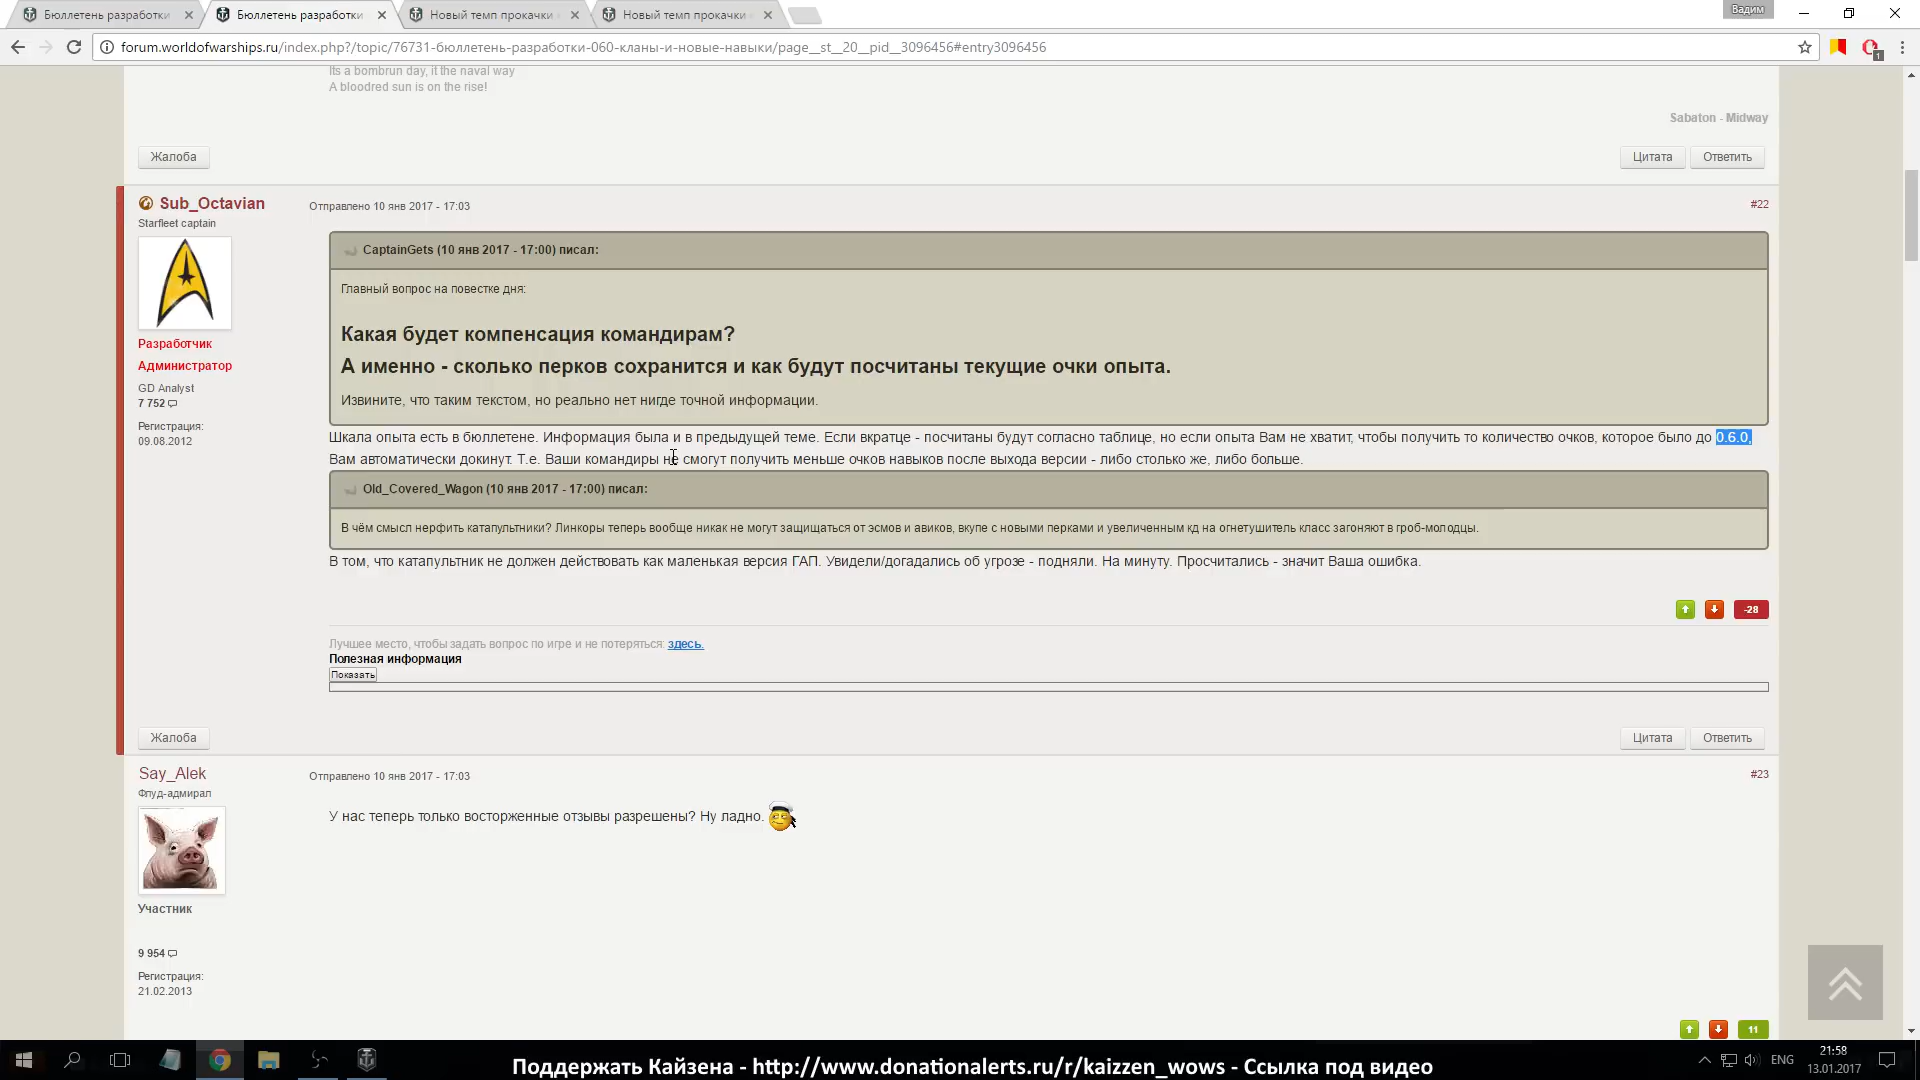 Бюллетень разработки
Бюллетень разработки
Новый темп прокачки
Новый темп прокачки
Вадим
forum.worldofwarships.ru/index.php?/topic/76731-бюллетень-разработки-060-кланы-и-новые-навыки/page__st__20__pid__3096456#entry3096456
1
Its a bombrun day, it the naval way
A bloodred sun is on the rise!
Sabaton - Midway
Жалоба
Цитата
Ответить
Sub_Octavian
Starfleet captain
Разработчик
Администратор
GD Analyst
7 752
Регистрация:
09.08.2012
Отправлено 10 янв 2017 - 17:03
#22
CaptainGets (10 янв 2017 - 17:00) писал:
Главный вопрос на повестке дня:
Какая будет компенсация командирам?
А именно - сколько перков сохранится и как будут посчитаны текущие очки опыта.
Извините, что таким текстом, но реально нет нигде точной информации.
Шкала опыта есть в бюллетене. Информация была и в предыдущей теме. Если вкратце - посчитаны будут согласно таблице, но если опыта Вам не хватит, чтобы получить то количество очков, которое было до 0.6.0,
Вам автоматически докинут. Т.е. Ваши командиры не смогут получить меньше очков навыков после выхода версии - либо столько же, либо больше.
Old_Covered_Wagon (10 янв 2017 - 17:00) писал:
В чём смысл нерфить катапультники? Линкоры теперь вообще никак не могут защищаться от эсмов и авиков, вкупе с новыми перками и увеличенным кд на огнетушитель класс загоняют в гроб-молодцы.
В том, что катапультник не должен действовать как маленькая версия ГАП. Увидели/догадались об угрозе - подняли. На минуту. Просчитались - значит Ваша ошибка.
-28
Лучшее место, чтобы задать вопрос по игре и не потеряться: здесь.
Полезная информация
Показать
Жалоба
Цитата
Ответить
Say_Alek
Флуд-адмирал
Участник
9 954
Регистрация:
21.02.2013
Отправлено 10 янв 2017 - 17:03
#23
У нас теперь только восторженные отзывы разрешены? Ну ладно.
11
Поддержать Кайзена - http://www.donationalerts.ru/r/kaizzen_wows - Ссылка под видео
ENG
21:58
13.01.2017